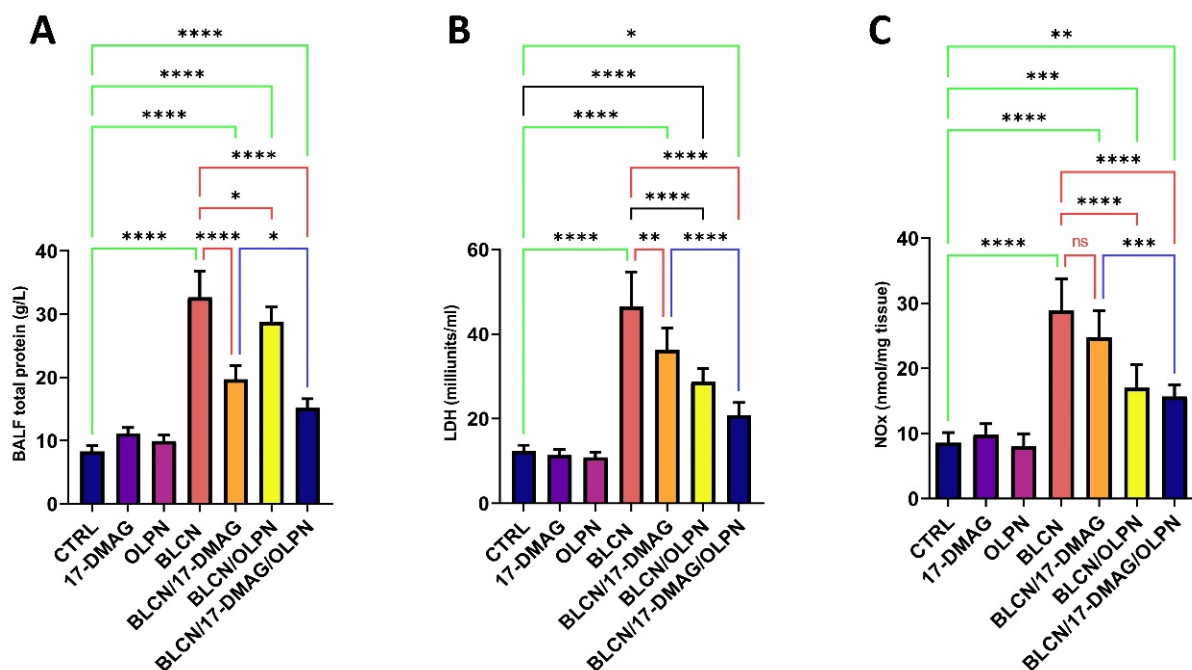 A
****
****
****
****
*
****
****
*
BALF total protein (g/L)
40
30
20
10
0
CTRL
17-DMAG
OLPN
BLCN
BLCN/17-DMAG
BLCN/OLPN
BLCN/17-DMAG/OLPN
B
*
****
****
****
****
****
**
****
LDH (milliunits/ml)
60
40
20
0
CTRL
17-DMAG
OLPN
BLCN
BLCN/17-DMAG
BLCN/OLPN
BLCN/17-DMAG/OLPN
C
**
***
****
****
****
****
ns
***
NOx (nmol/mg tissue)
40
30
20
10
0
CTRL
17-DMAG
OLPN
BLCN
BLCN/17-DMAG
BLCN/OLPN
BLCN/17-DMAG/OLPN